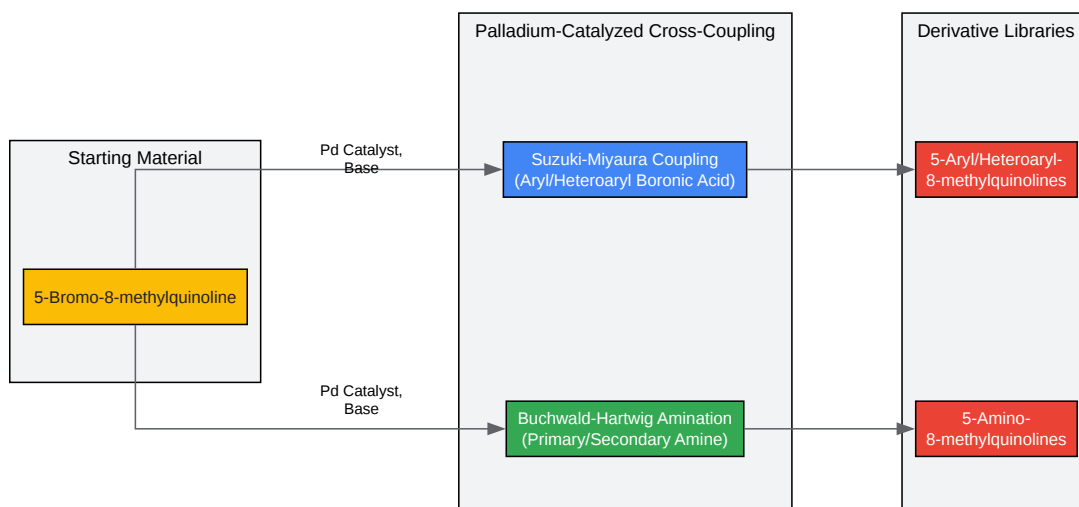 Palladium-Catalyzed Cross-Coupling
Derivative Libraries
Starting Material
Pd Catalyst,
Base
Suzuki-Miyaura Coupling
(Aryl/Heteroaryl Boronic Acid)
5-Aryl/Heteroaryl-
8-methylquinolines
5-Bromo-8-methylquinoline
Pd Catalyst,
Base
Buchwald-Hartwig Amination
(Primary/Secondary Amine)
5-Amino-
8-methylquinolines